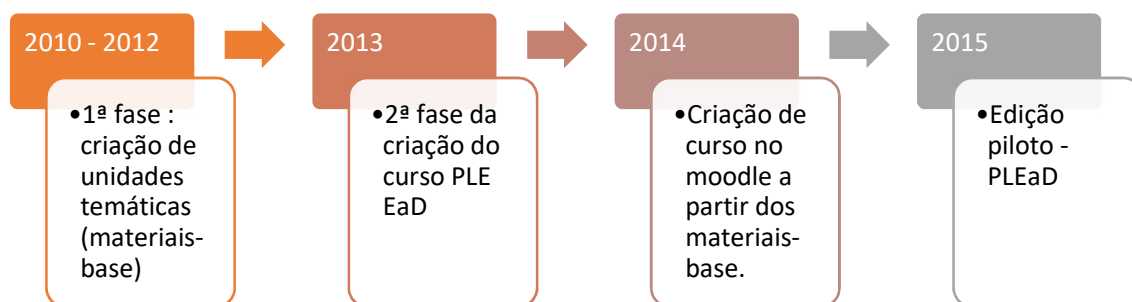 2010 - 2012
•1ª fase :
criação de
unidades
temáticas
(materiais-
base)
2013
•2ª fase da
criação do
curso PLE
EaD
2014
•Criação de
curso no
moodle a
partir dos
materiais-
base.
2015
•Edição
piloto -
PLEaD